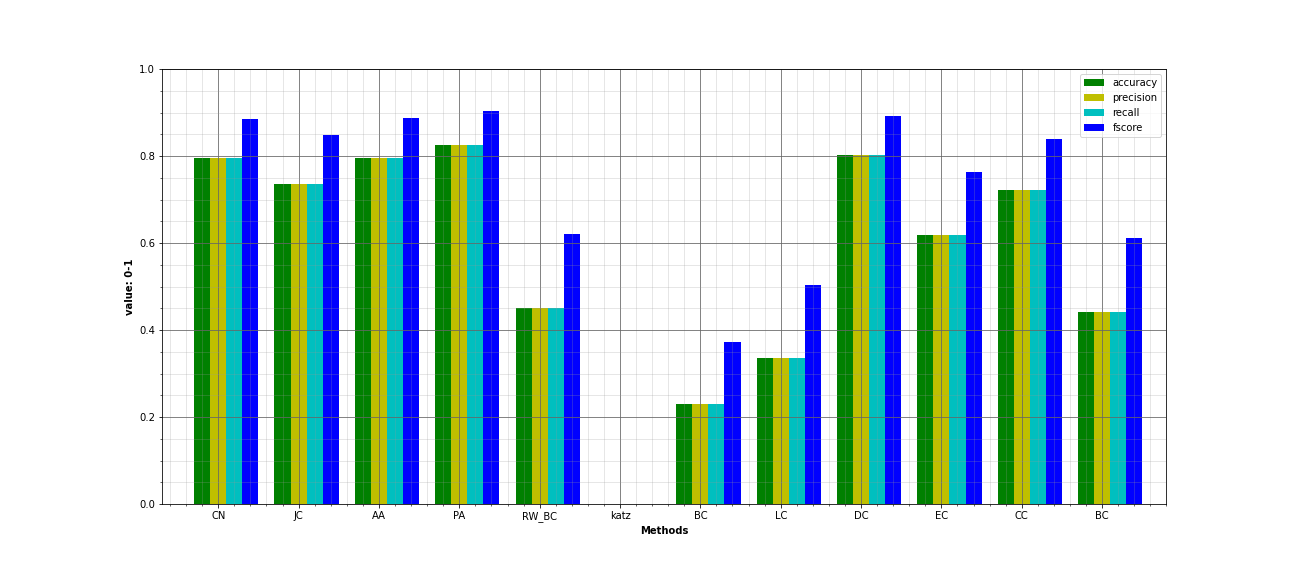 1.0
0.8
0.6
0.4
0.2
0.0
value: 0-1
accuracy
precision
recall
fscore
CN JC AA PA RW_BC katz BC LC DC EC CC BC
Methods